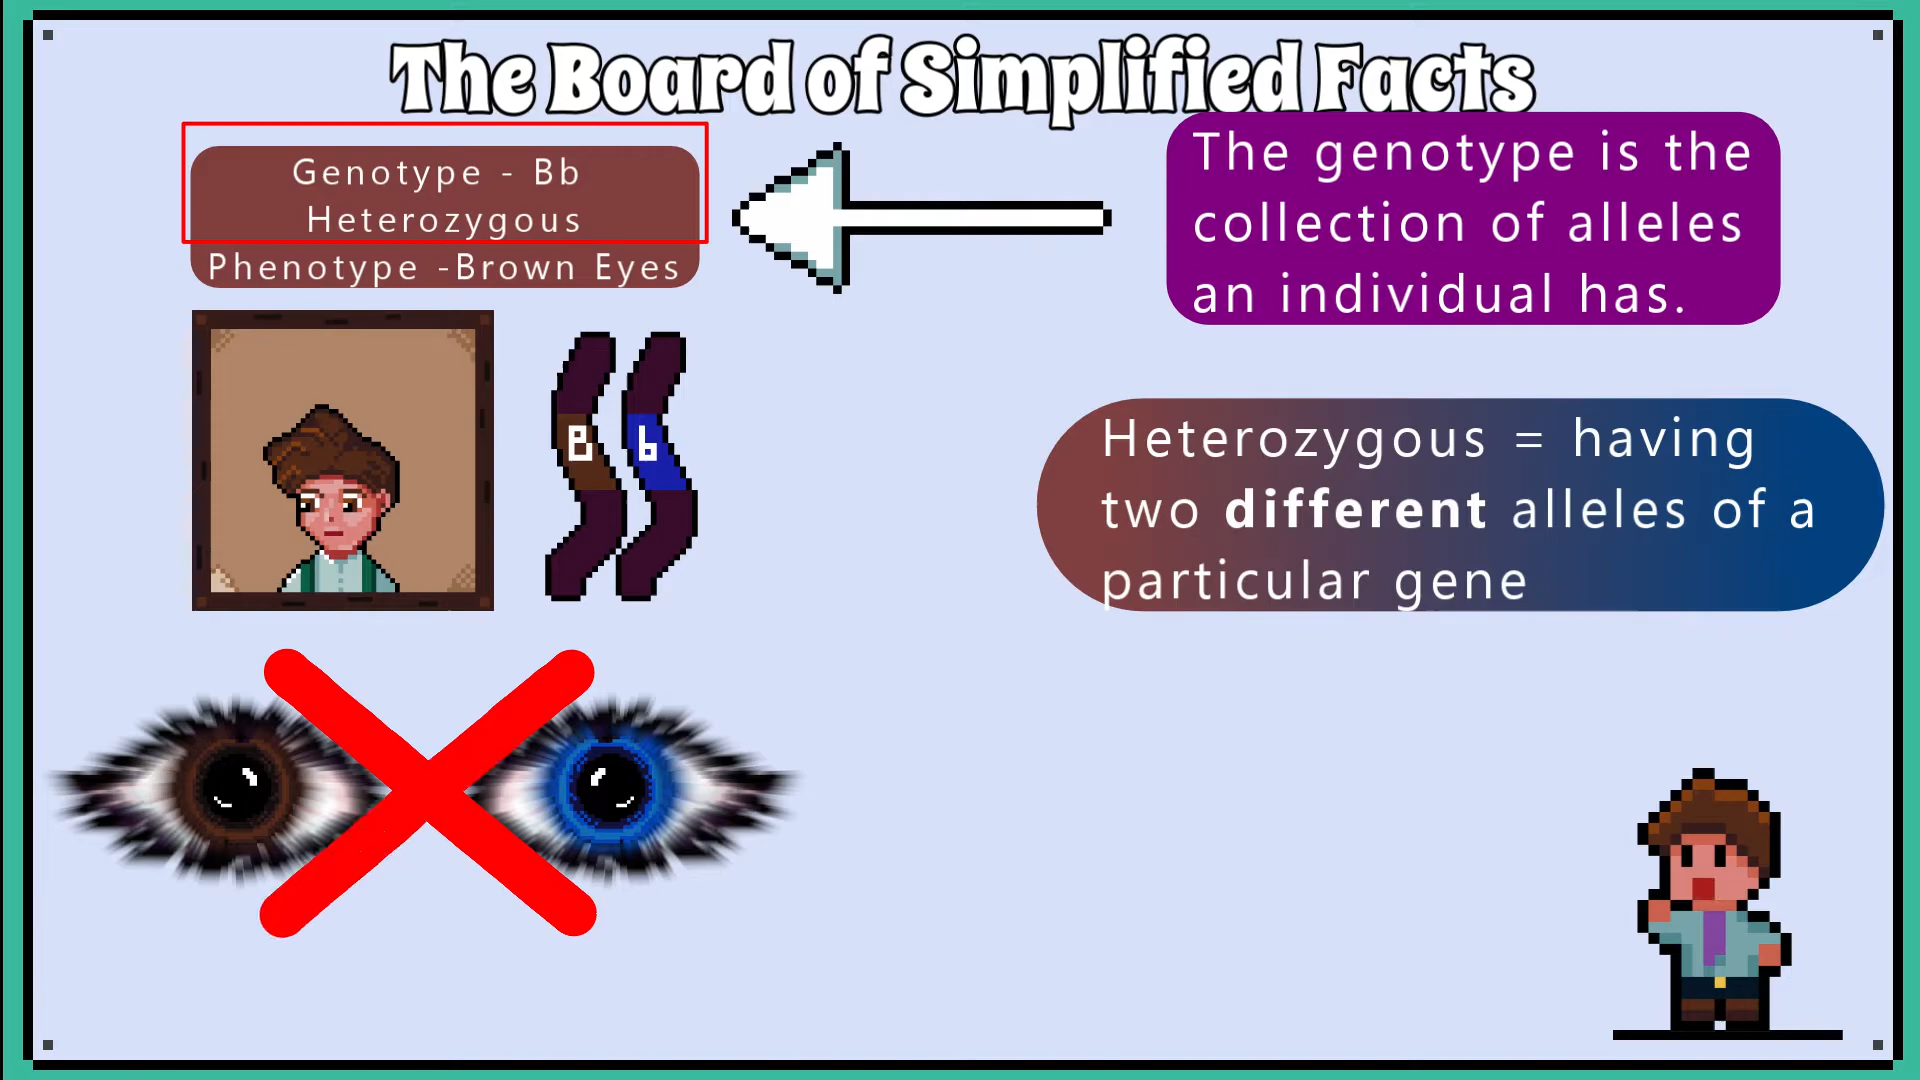 The Board of Simplified Facts
Genotype - Bb
Heterozygous
Phenotype -Brown Eyes
The genotype is the
collection of alleles
an individual has.
B b
Heterozygous = having
two different alleles of a
particular gene